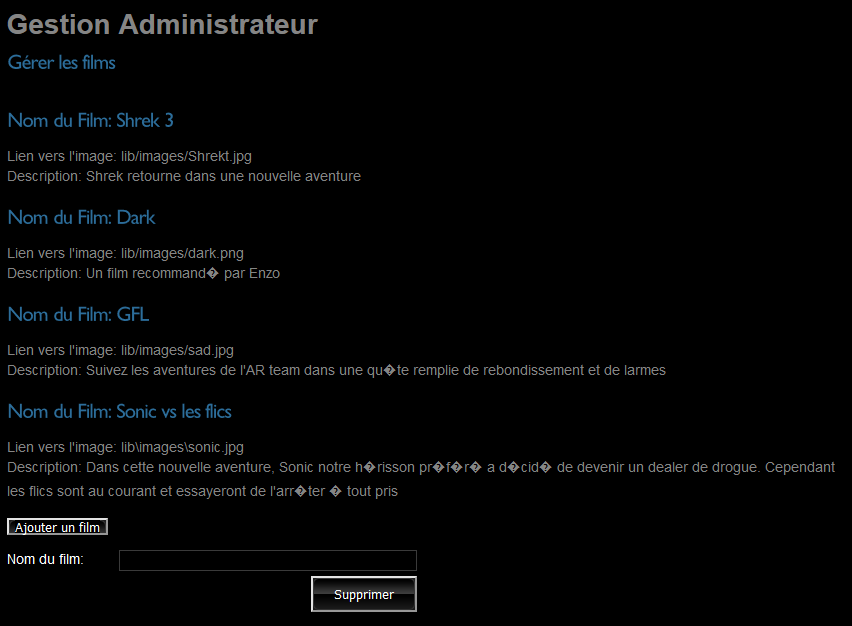 Gestion Administrateur
Gérer les films
Nom du Film: Shrek 3
Lien vers l'image: lib/images/Shrekt.jpg
Description: Shrek retourne dans une nouvelle aventure
Nom du Film: Dark
Lien vers l'image: lib/images/dark.png
Description: Un film recommand� par Enzo
Nom du Film: GFL
Lien vers l'image: lib/images/sad.jpg
Description: Suivez les aventures de l'AR team dans une qu�te remplie de rebondissement et de larmes
Nom du Film: Sonic vs les flics
Lien vers l'image: lib\images\sonic.jpg
Description: Dans cette nouvelle aventure, Sonic notre h�risson pr�f�r� a d�cid� de devenir un dealer de drogue. Cependant
les flics sont au courant et essayeront de l'arr�ter � tout pris
Ajouter un film
Nom du film:
Supprimer